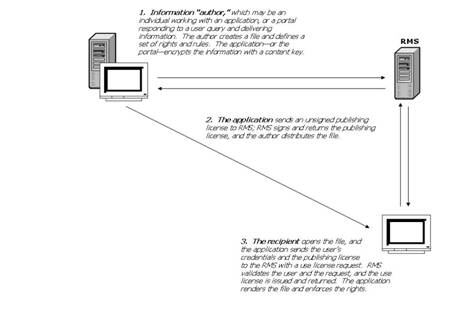 1. Information "author," which may be an
individual working with an application, or a portal
responding to a user query and delivering
information. The author creates a file and defines a
set of rights and rules. The application—or the
portal—encrypts the information with a content key.
RMS
2. The application sends an unsigned publishing
license to RMS; RMS signs and returns the publishing
license, and the author distributes the file.
3. The recipient opens the file, and
the application sends the user's
credentials and the publishing license
to the RMS with a use license request. RMS
validates the user and the request, and the use
license is issued and returned. The application
renders the file and enforces the rights.